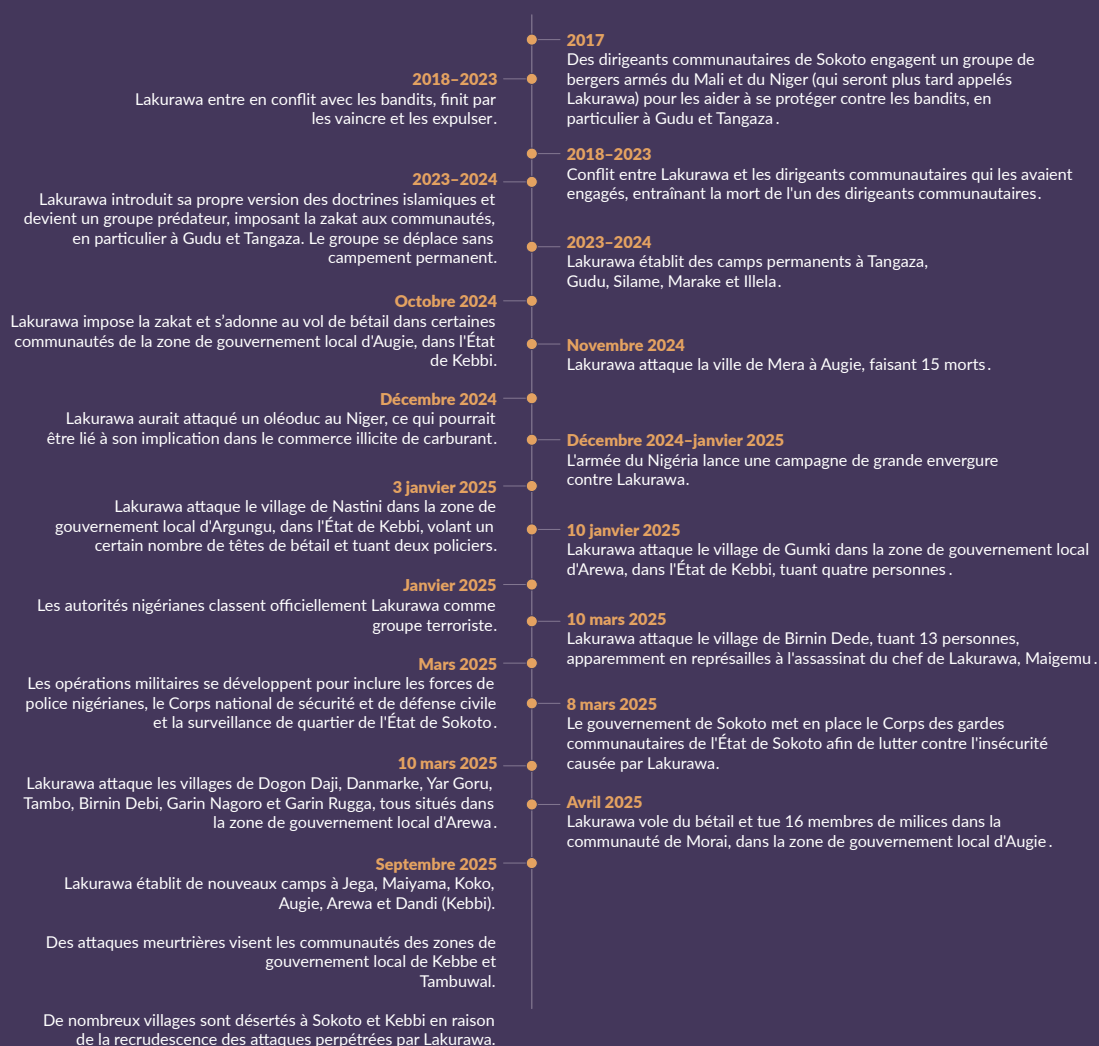 2017
Des dirigeants communautaires de Sokoto engagent un groupe de
bergers armés du Mali et du Niger (qui seront plus tard appelés
Lakurawa) pour les aider à se protéger contre les bandits, en
particulier à Gudu et Tangaza.
2018–2023
Lakurawa entre en conflit avec les bandits, finit par
les vaincre et les expulser.
2018–2023
Conflit entre Lakurawa et les dirigeants communautaires qui les avaient
engagés, entraînant la mort de l'un des dirigeants communautaires.
2023–2024
Lakurawa introduit sa propre version des doctrines islamiques et
devient un groupe prédateur, imposant la zakat aux communautés,
en particulier à Gudu et Tangaza. Le groupe se déplace sans
campement permanent.
2023–2024
Lakurawa établit des camps permanents à Tangaza,
Gudu, Silame, Marake et Illela.
Octobre 2024
Lakurawa impose la zakat et s’adonne au vol de bétail dans certaines
communautés de la zone de gouvernement local d'Augie, dans l'État
de Kebbi.
Novembre 2024
Lakurawa attaque la ville de Mera à Augie, faisant 15 morts.
Décembre 2024
Lakurawa aurait attaqué un oléoduc au Niger, ce qui pourrait
être lié à son implication dans le commerce illicite de carburant.
Décembre 2024–janvier 2025
L'armée du Nigéria lance une campagne de grande envergure
contre Lakurawa.
3 janvier 2025
Lakurawa attaque le village de Nastini dans la zone de
gouvernement local d'Argungu, dans l'État de Kebbi, volant un
certain nombre de têtes de bétail et tuant deux policiers.
10 janvier 2025
Lakurawa attaque le village de Gumki dans la zone de gouvernement local
d'Arewa, dans l'État de Kebbi, tuant quatre personnes.
Janvier 2025
Les autorités nigérianes classent officiellement Lakurawa comme
groupe terroriste.
10 mars 2025
Lakurawa attaque le village de Birnin Dede, tuant 13 personnes,
apparemment en représailles à l'assassinat du chef de Lakurawa, Maigemu.
Mars 2025
Les opérations militaires se développent pour inclure les forces de
police nigérianes, le Corps national de sécurité et de défense civile
et la surveillance de quartier de l'État de Sokoto.
8 mars 2025
Le gouvernement de Sokoto met en place le Corps des gardes
communautaires de l'État de Sokoto afin de lutter contre l'insécurité
causée par Lakurawa.
10 mars 2025
Lakurawa attaque les villages de Dogon Daji, Danmarke, Yar Goru,
Tambo, Birnin Debi, Garin Nagoro et Garin Rugga, tous situés dans
la zone de gouvernement local d'Arewa.
Avril 2025
Lakurawa vole du bétail et tue 16 membres de milices dans la
communauté de Morai, dans la zone de gouvernement local d'Augie.
Septembre 2025
Lakurawa établit de nouveaux camps à Jega, Maiyama, Koko,
Augie, Arewa et Dandi (Kebbi).
Des attaques meurtrières visent les communautés des zones de
gouvernement local de Kebbe et
Tambuwal.
De nombreux villages sont désertés à Sokoto et Kebbi en raison
de la recrudescence des attaques perpétrées par Lakurawa.